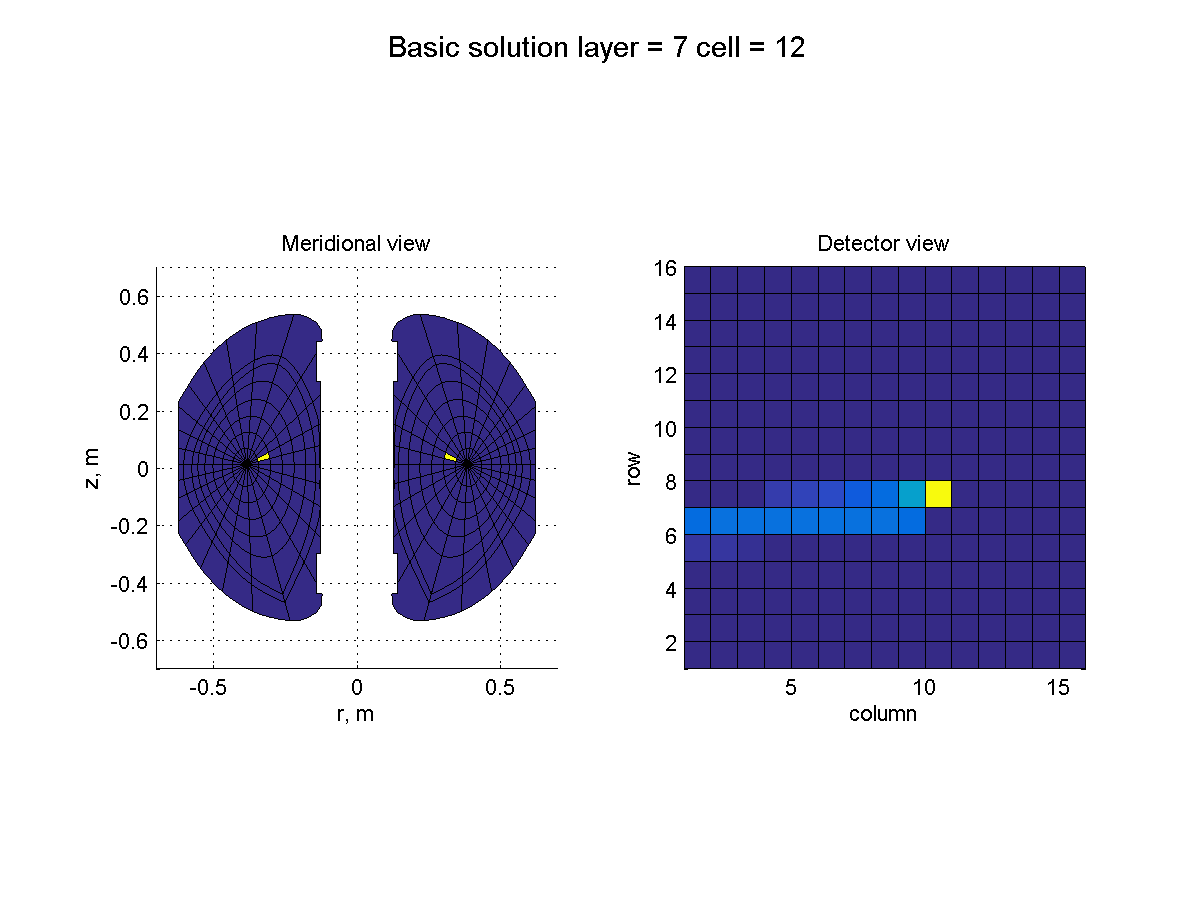 Basic solution layer = 7 cell = 12
Meridional view
0.6
0.4
0.2
0
-0.2
-0.4
-0.6
z, m
-0.5 0 0.5
r, m
Detector view
16
14
12
10
8
6
4
2
row
5 10 15
column